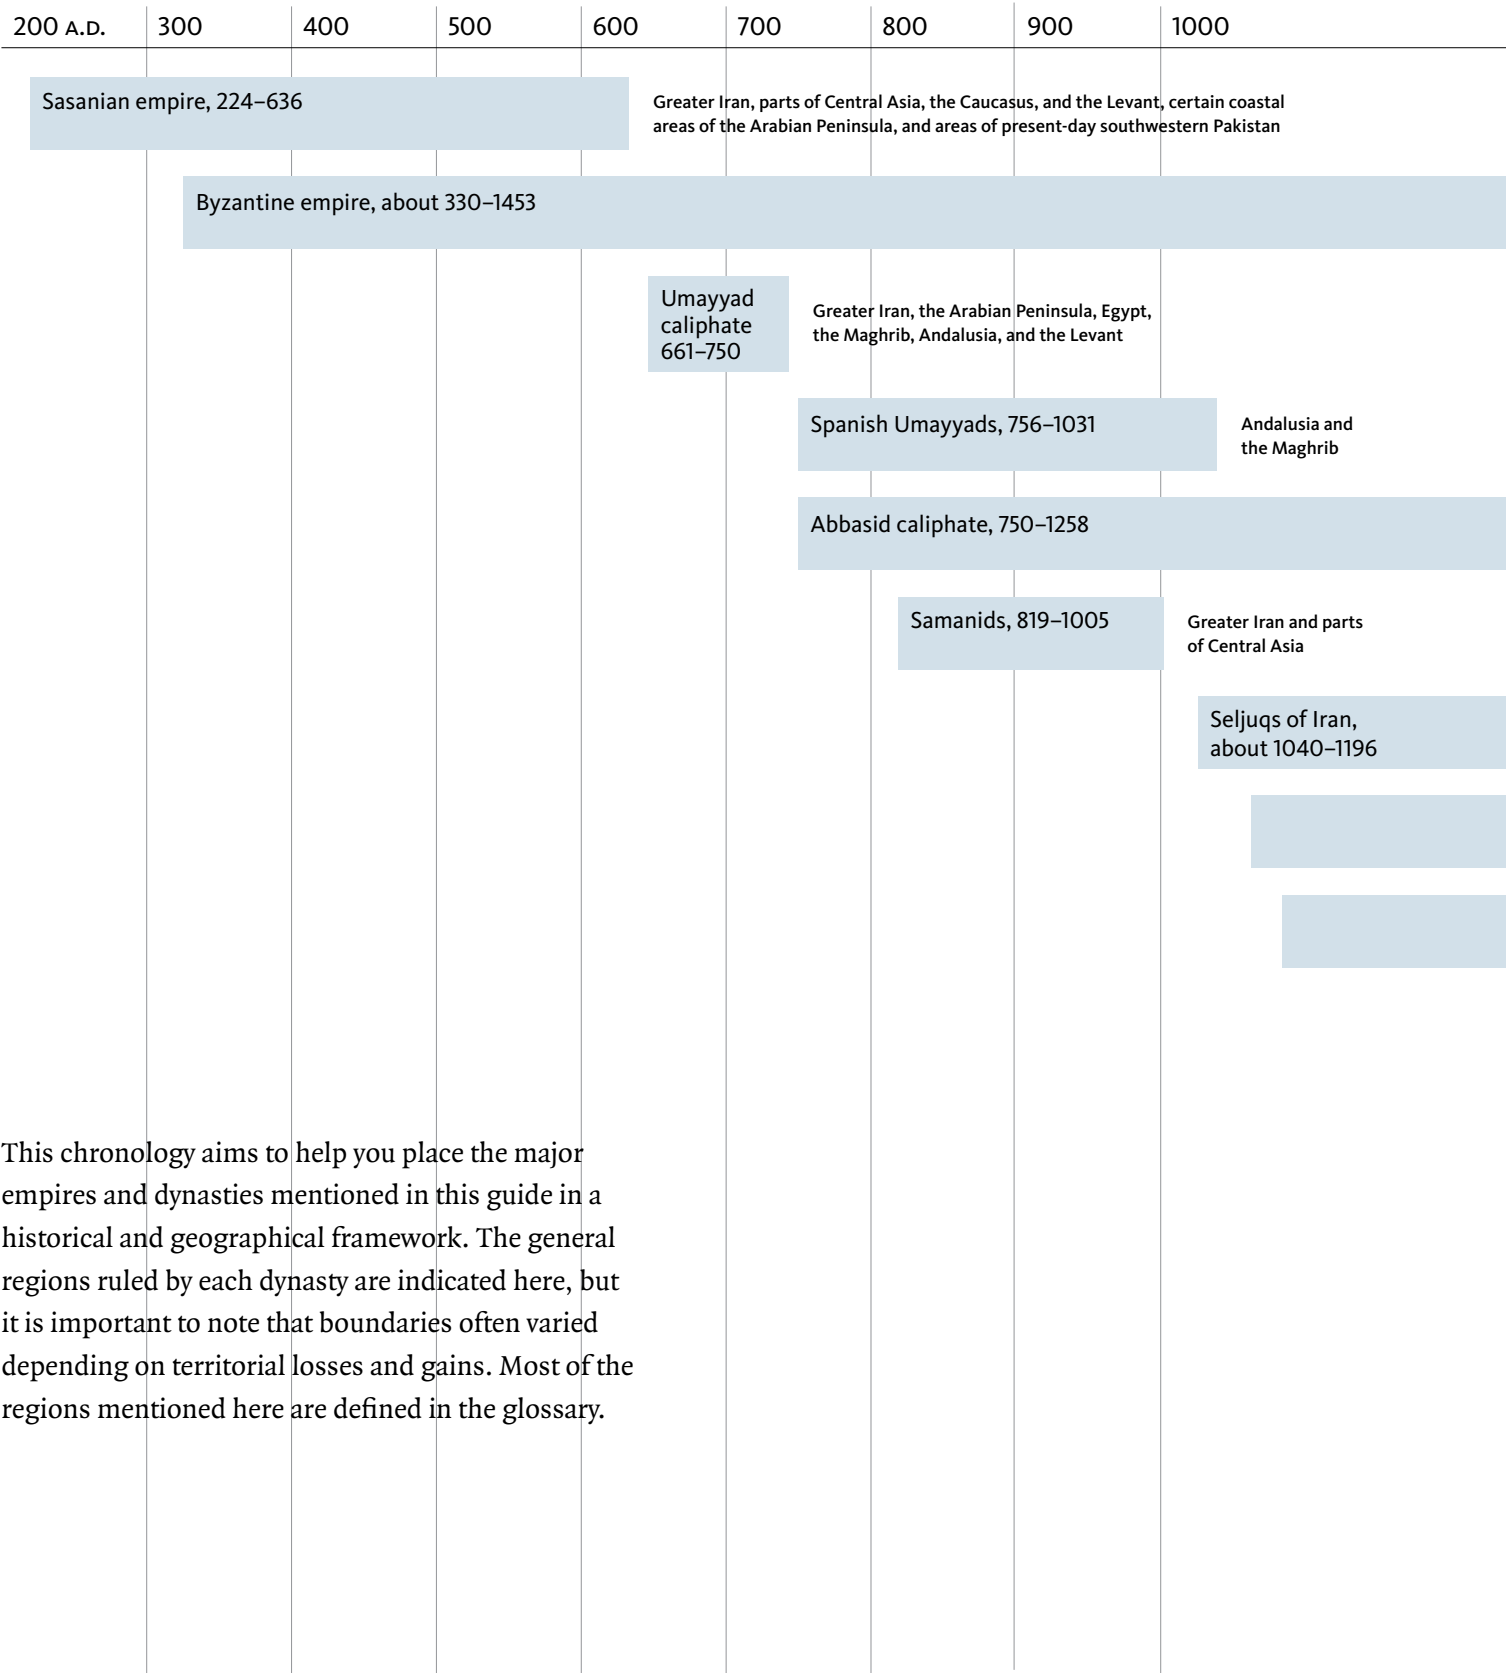 200 A.D. 300 400 500 600 700 800 900 1000
Sasanian empire, 224–636
Greater Iran, parts of Central Asia, the Caucasus, and the Levant, certain coastal
areas of the Arabian Peninsula, and areas of present-day southwestern Pakistan
Byzantine empire, about 330–1453
Umayyad
caliphate
661–750
Greater Iran, the Arabian Peninsula, Egypt,
the Maghrib, Andalusia, and the Levant
Spanish Umayyads, 756–1031
Andalusia and
the Maghrib
Abbasid caliphate, 750–1258
Samanids, 819–1005
Greater Iran and parts
of Central Asia
Seljuqs of Iran,
about 1040–1196
This chronology aims to help you place the major
empires and dynasties mentioned in this guide in a
historical and geographical framework. The general
regions ruled by each dynasty are indicated here, but
it is important to note that boundaries often varied
depending on territorial losses and gains. Most of the
regions mentioned here are defined in the glossary.